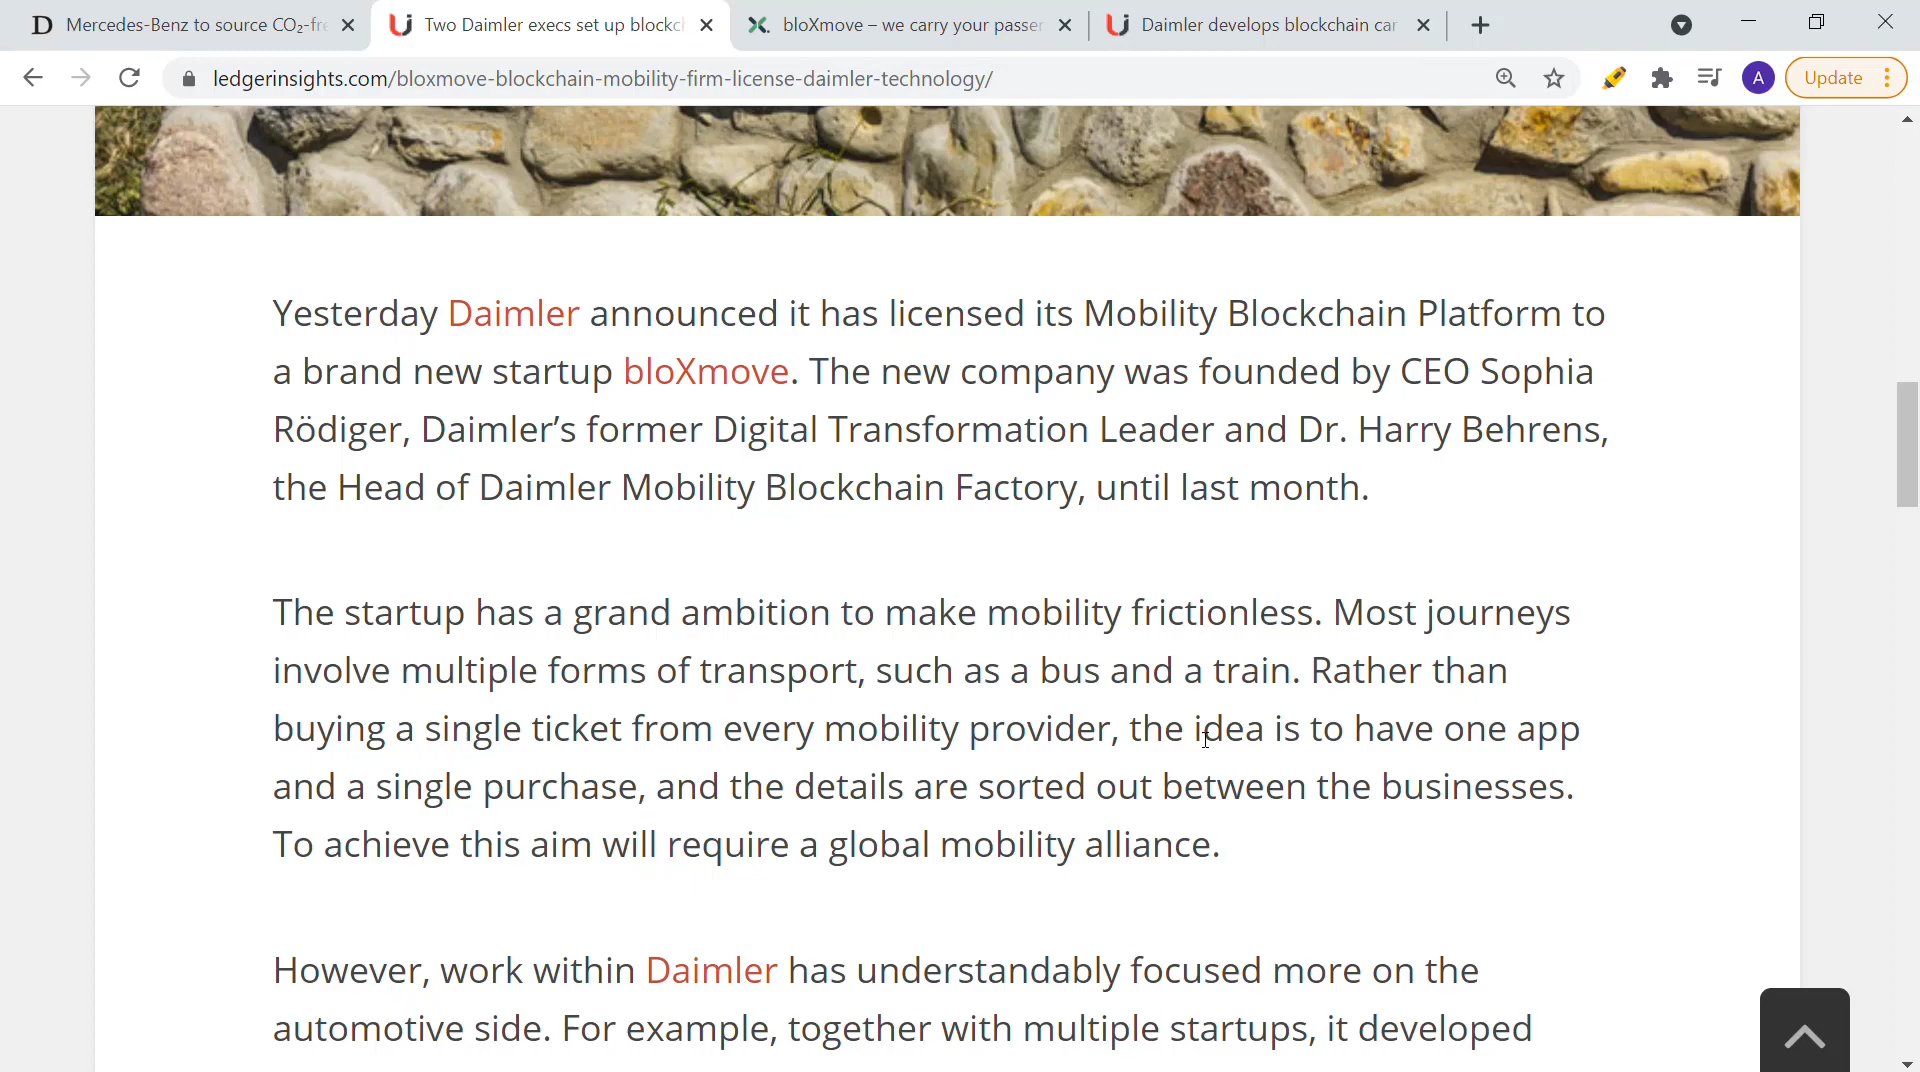 D Mercedes-Benz to source CO₂-fre
Two Daimler execs set up blockch
bloXmove – we carry your passen
Daimler develops blockchain car
ledgerinsights.com/bloxmove-blockchain-mobility-firm-license-daimler-technology/
A
Update
Yesterday Daimler announced it has licensed its Mobility Blockchain Platform to
a brand new startup bloXmove. The new company was founded by CEO Sophia
Rödiger, Daimler’s former Digital Transformation Leader and Dr. Harry Behrens,
the Head of Daimler Mobility Blockchain Factory, until last month.
The startup has a grand ambition to make mobility frictionless. Most journeys
involve multiple forms of transport, such as a bus and a train. Rather than
buying a single ticket from every mobility provider, the idea is to have one app
and a single purchase, and the details are sorted out between the businesses.
To achieve this aim will require a global mobility alliance.
However, work within Daimler has understandably focused more on the
automotive side. For example, together with multiple startups, it developed